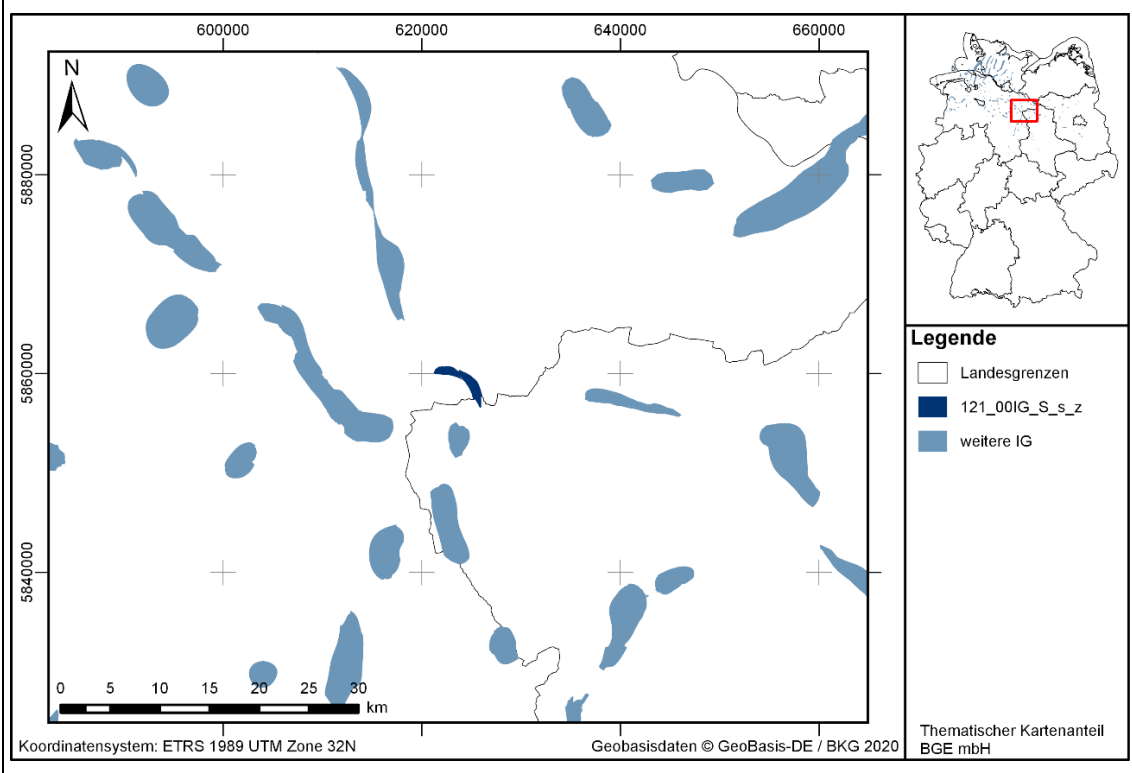 600000
620000
640000
660000
N
5880000
5860000
5840000
0 5 10 15 20 25 30
km
Koordinatensystem: ETRS 1989 UTM Zone 32N
Geobasisdaten © GeoBasis-DE / BKG 2020
Legende
Landesgrenzen
121_00IG_S_s_z
weitere IG
Thematischer Kartenanteil
BGE mbH